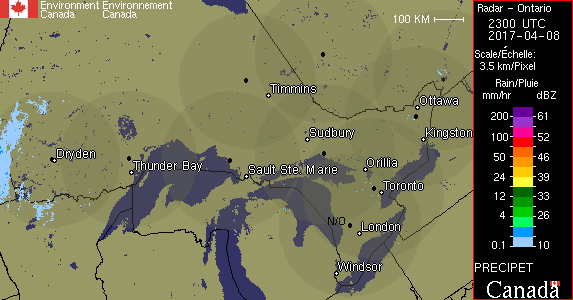 Environment Environnement
Canada Canada
100 KM
Radar - Ontario
2300 UTC
2017-04-08
Scale/Échelle:
3.5 km/Pixel
Rain/Pluie
mm/hr dBZ
200 61
100 52
50 46
24 39
12 33
4 26
0.1 10
PRECIPET
Canada
Timmins
Ottawa
Sudbury
Kingston
Dryden
Thunder Bay
Sault Ste. Marie
Orillia
Toronto
N/O
London
Windsor